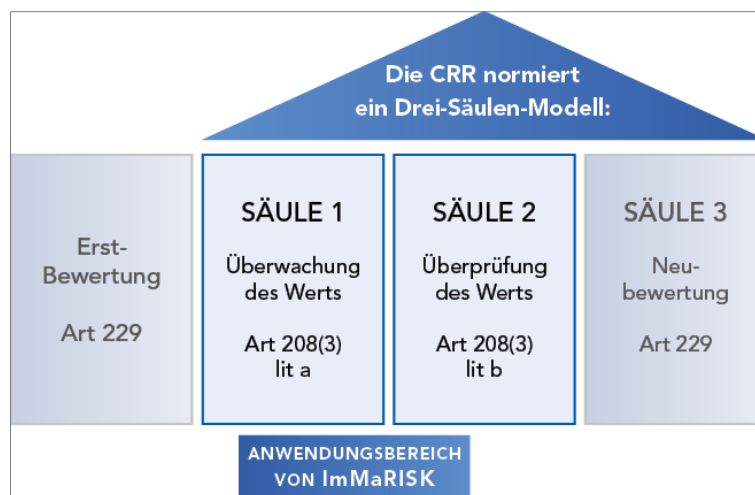 Die CRR normiert
ein Drei-Säulen-Modell:
Erst-
Bewertung
Art 229
SÄULE 1
Überwachung
des Werts
Art 208(3)
lit a
SÄULE 2
Überprüfung
des Werts
Art 208(3)
lit b
SÄULE 3
Neu-
bewertung
Art 229
ANWENDUNGSBEREICH
VON ImMaRISK